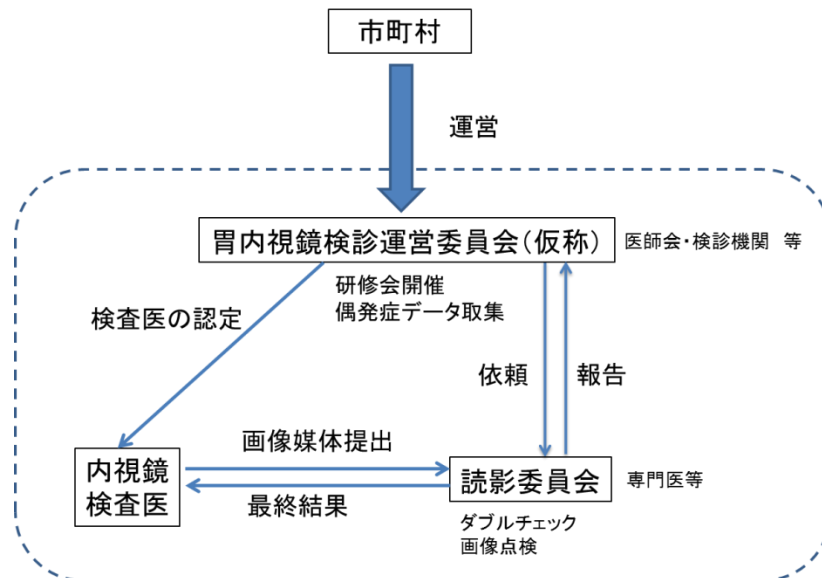 市町村
運営
胃内視鏡検診運営委員会(仮称)
医師会・検診機関 等
研修会開催
偶発症データ取集
検査医の認定
依頼
報告
画像媒体提出
内視鏡
検査医
最終結果
読影委員会
専門医等
ダブルチェック
画像点検